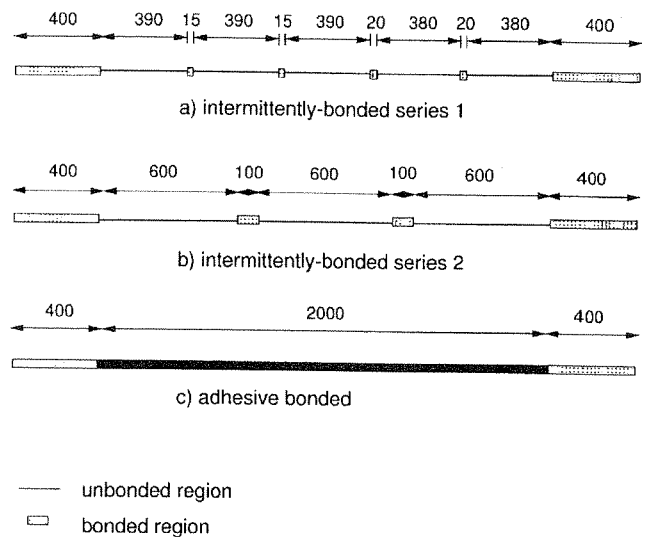 400 390 15 390 15 390 20 380 20 380 400
a) intermittently-bonded series 1
400 600 100 600 100 600 400
b) intermittently-bonded series 2
400 2000 400
c) adhesive bonded
unbonded region
bonded region